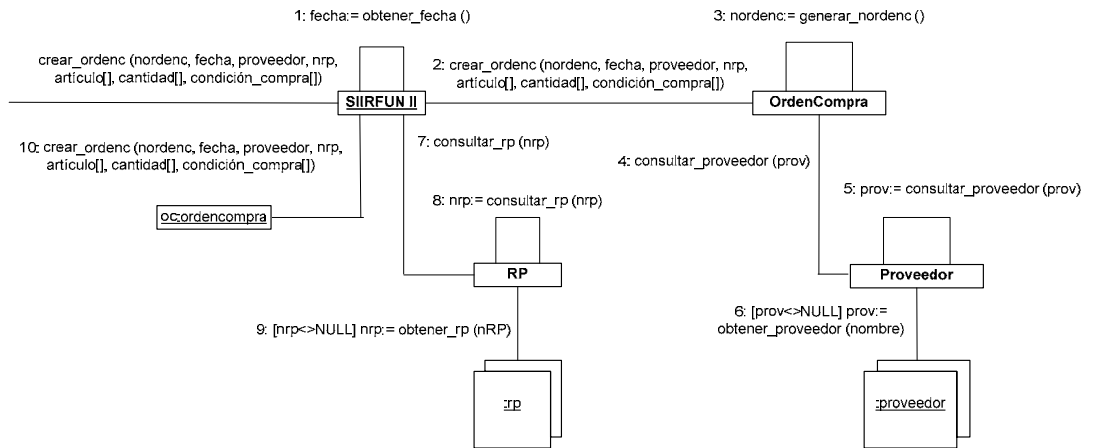 1: fecha:= obtener_fecha ()
3: nordenc:= generar_nordenc ()
crear_ordenc (nordenc, fecha, proveedor, nrp,
artículo[], cantidad[], condición_compra[])
2: crear_ordenc (nordenc, fecha, proveedor, nrp,
artículo[], cantidad[], condición_compra[])
SIIRFUN II
OrdenCompra
10: crear_ordenc (nordenc, fecha, proveedor, nrp,
artículo[], cantidad[], condición_compra[])
7: consultar_rp (nrp)
4: consultar_proveedor (prov)
5: prov:= consultar_proveedor (prov)
8: nrp:= consultar_rp (nrp)
oc:ordencompra
RP
Proveedor
9: [nrp<>NULL] nrp:= obtener_rp (nRP)
6: [prov<>NULL] prov:=
obtener_proveedor (nombre)
:rp
:proveedor